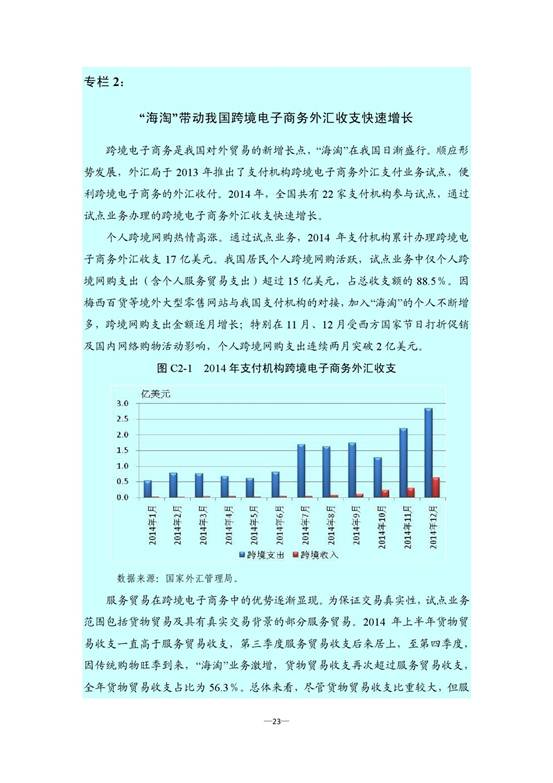 专栏 2：
“海淘”带动我国跨境电子商务外汇收支快速增长
跨境电子商务是我国对外贸易的新增长点，“海淘”在我国日渐盛行。顺应形
势发展，外汇局于 2013 年推出了支付机构跨境电子商务外汇支付业务试点，便
利跨境电子商务的外汇收付。2014 年，全国共有 22 家支付机构参与试点，通过
试点业务办理的跨境电子商务外汇收支快速增长。
个人跨境网购热情高涨。通过试点业务，2014 年支付机构累计办理跨境电
子商务外汇收支 17 亿美元。我国居民个人跨境网购活跃，试点业务中仅个人跨
境网购支出（含个人服务贸易支出）超过 15 亿美元，占总收支额的 88.5%。因
梅西百货等境外大型零售网站与我国支付机构的对接，加入“海淘”的个人不断增
多，跨境网购支出金额逐月增长；特别在 11 月、12 月受西方国家节日打折促销
及国内网络购物活动影响，个人跨境网购支出连续两月突破 2 亿美元。
图 C2-1 2014 年支付机构跨境电子商务外汇收支
亿美元
3.0
2.5
2.0
1.5
1.0
0.5
0.0
2014年1月
2014年2月
2014年3月
2014年4月
2014年5月
2014年6月
2014年7月
2014年8月
2014年9月
2014年10月
2014年11月
2014年12月
跨境支出 跨境收入
数据来源：国家外汇管理局。
服务贸易在跨境电子商务中的优势逐渐显现。为保证交易真实性，试点业务
范围包括货物贸易及具有真实交易背景的部分服务贸易。2014 年上半年货物贸
易收支一直高于服务贸易收支，第三季度服务贸易收支后来居上，至第四季度，
因传统购物旺季到来，“海淘”业务激增，货物贸易收支再次超过服务贸易收支，
全年货物贸易收支占比为 56.3%。总体来看，尽管货物贸易收支比重较大，但服
—23—